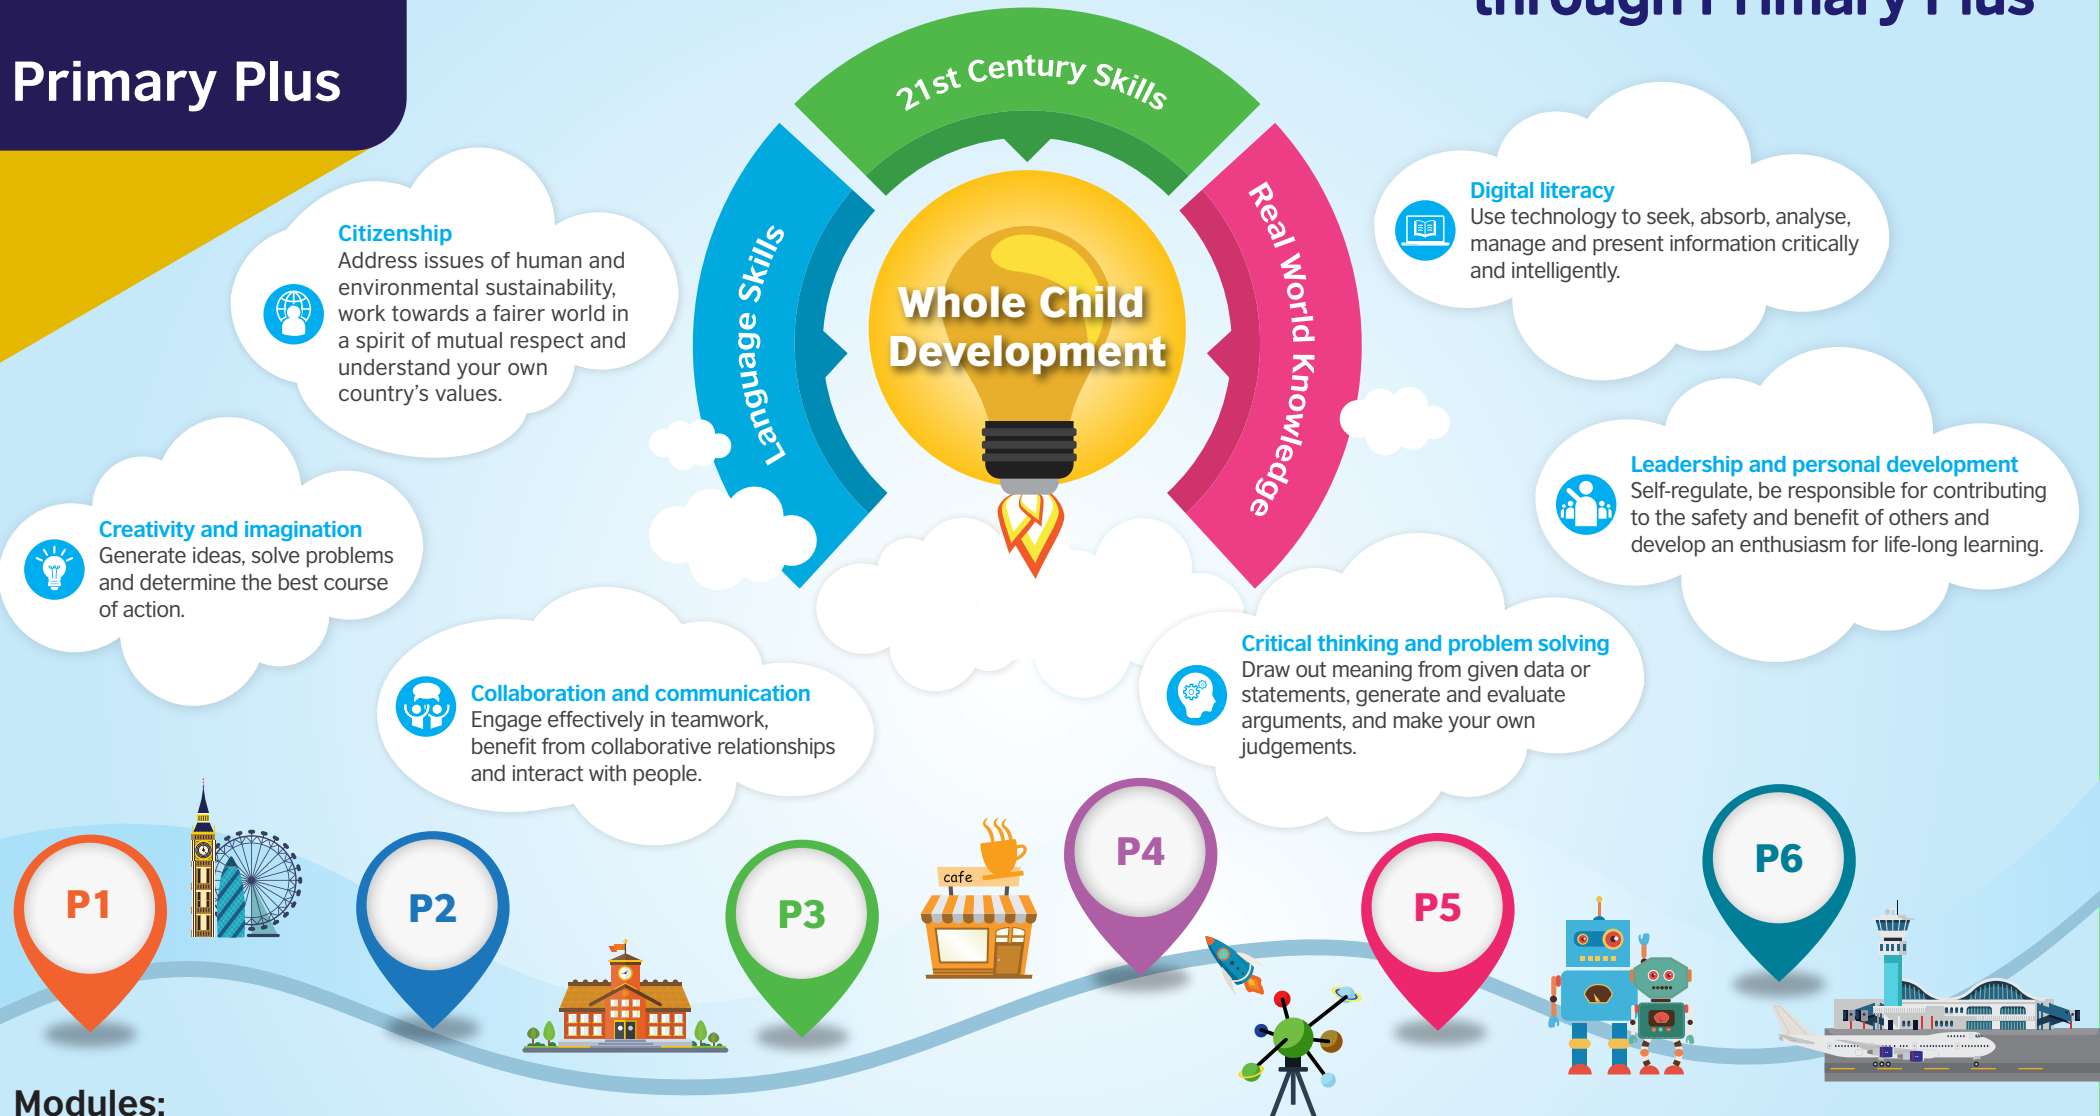 through Primary Plus
Primary Plus
21st Century Skills
Language Skills
Real World Knowledge
Whole Child
Development
Citizenship
Address issues of human and
environmental sustainability,
work towards a fairer world in
a spirit of mutual respect and
understand your own
country's values.
Digital literacy
Use technology to seek, absorb, analyse,
manage and present information critically
and intelligently.
Creativity and imagination
Generate ideas, solve problems
and determine the best course
of action.
Leadership and personal development
Self-regulate, be responsible for contributing
to the safety and benefit of others and
develop an enthusiasm for life-long learning.
Collaboration and communication
Engage effectively in teamwork,
benefit from collaborative relationships
and interact with people.
Critical thinking and problem solving
Draw out meaning from given data or
statements, generate and evaluate
arguments, and make your own
judgements.
P1
P2
P3
cafe
P4
P5
P6
Modules: